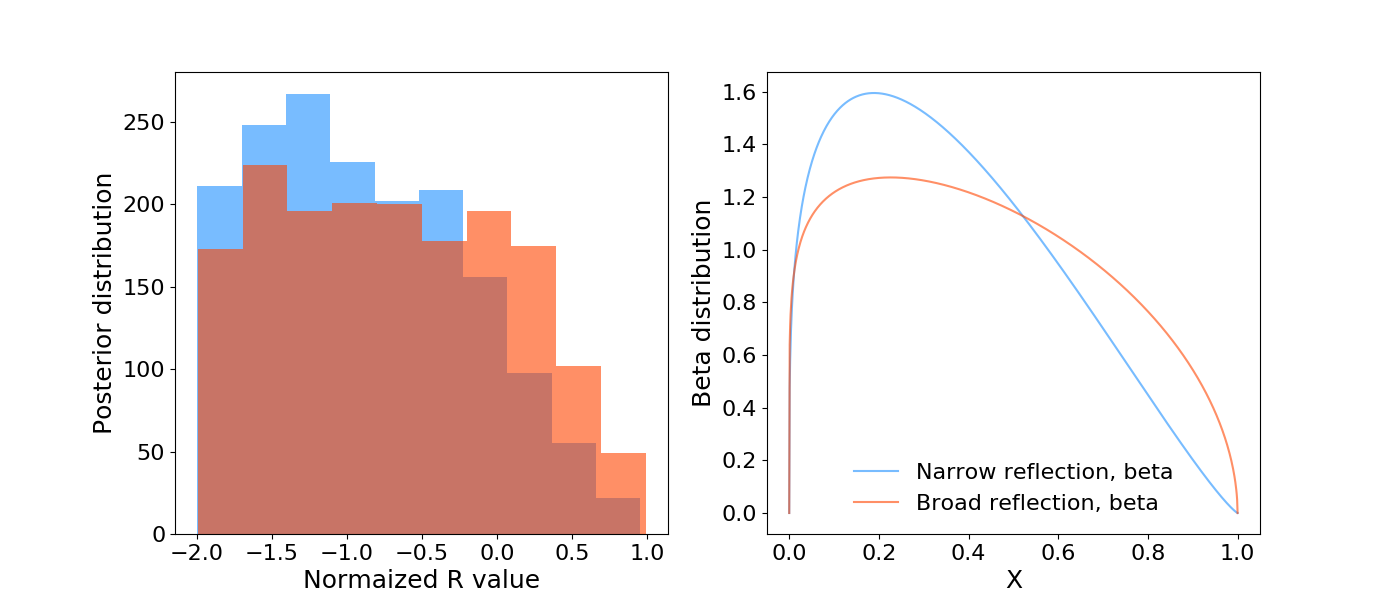 Posterior distribution
250
200
150
100
50
0
−2.0 −1.5 −1.0 −0.5 0.0 0.5 1.0
Normaized R value
Beta distribution
1.6
1.4
1.2
1.0
0.8
0.6
0.4
0.2
0.0
Narrow reflection, beta
Broad reflection, beta
0.0 0.2 0.4 0.6 0.8 1.0
X